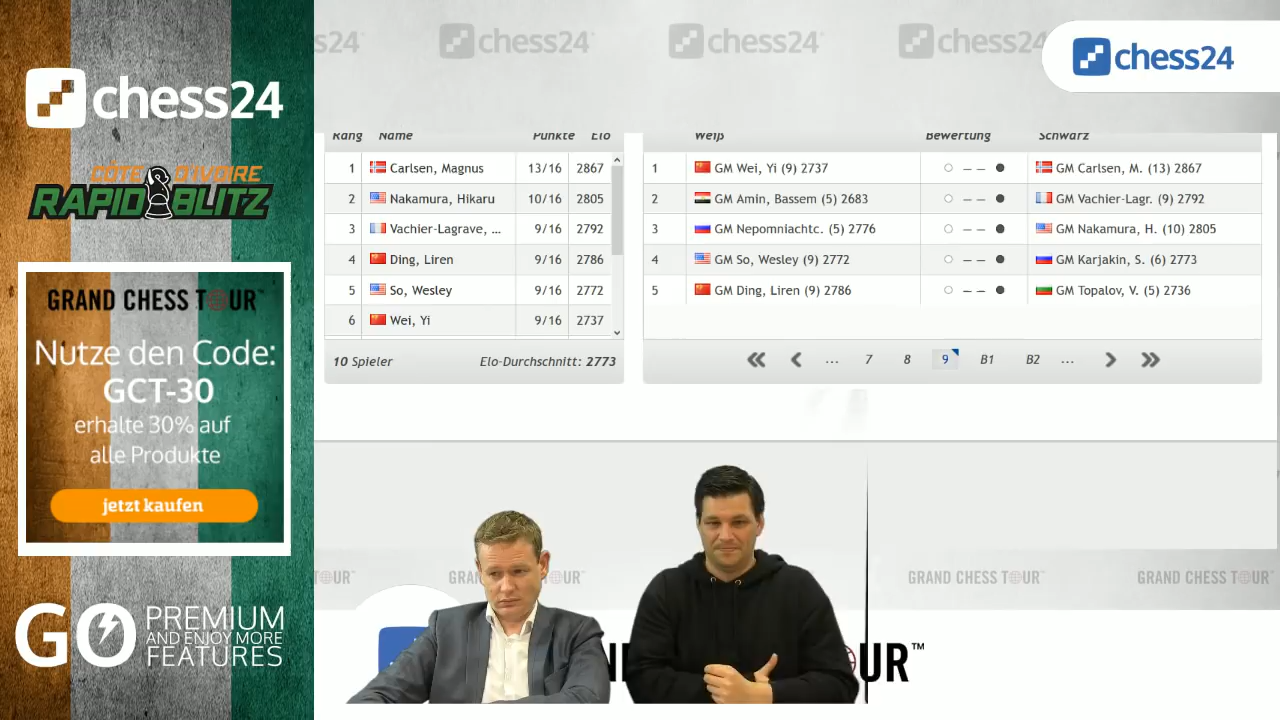 chess24
CÔTE D'IVOIRE
RAPID BLITZ
GRAND CHESS TOUR™
Nutze den Code:
GCT-30
erhalte 30% auf
alle Produkte
jetzt kaufen
GO PREMIUM
AND ENJOY MORE
FEATURES
chess24 chess24 chess24
chess24
Rang Name Punkte Elo
1 Carlsen, Magnus 13/16 2867
2 Nakamura, Hikaru 10/16 2805
3 Vachier-Lagrave, ... 9/16 2792
4 Ding, Liren 9/16 2786
5 So, Wesley 9/16 2772
6 Wei, Yi 9/16 2737
10 Spieler Elo-Durchschnitt: 2773
Weiß Bewertung Schwarz
1 GM Wei, Yi (9) 2737 – – GM Carlsen, M. (13) 2867
2 GM Amin, Bassem (5) 2683 – – GM Vachier-Lagr. (9) 2792
3 GM Nepomniachtc. (5) 2776 – – GM Nakamura, H. (10) 2805
4 GM So, Wesley (9) 2772 – – GM Karjakin, S. (6) 2773
5 GM Ding, Liren (9) 2786 – – GM Topalov, V. (5) 2736
... 7 8 9 B1 B2 ...
GRAND CHESS TOUR™ GRAND CHESS TOUR™
OUR™